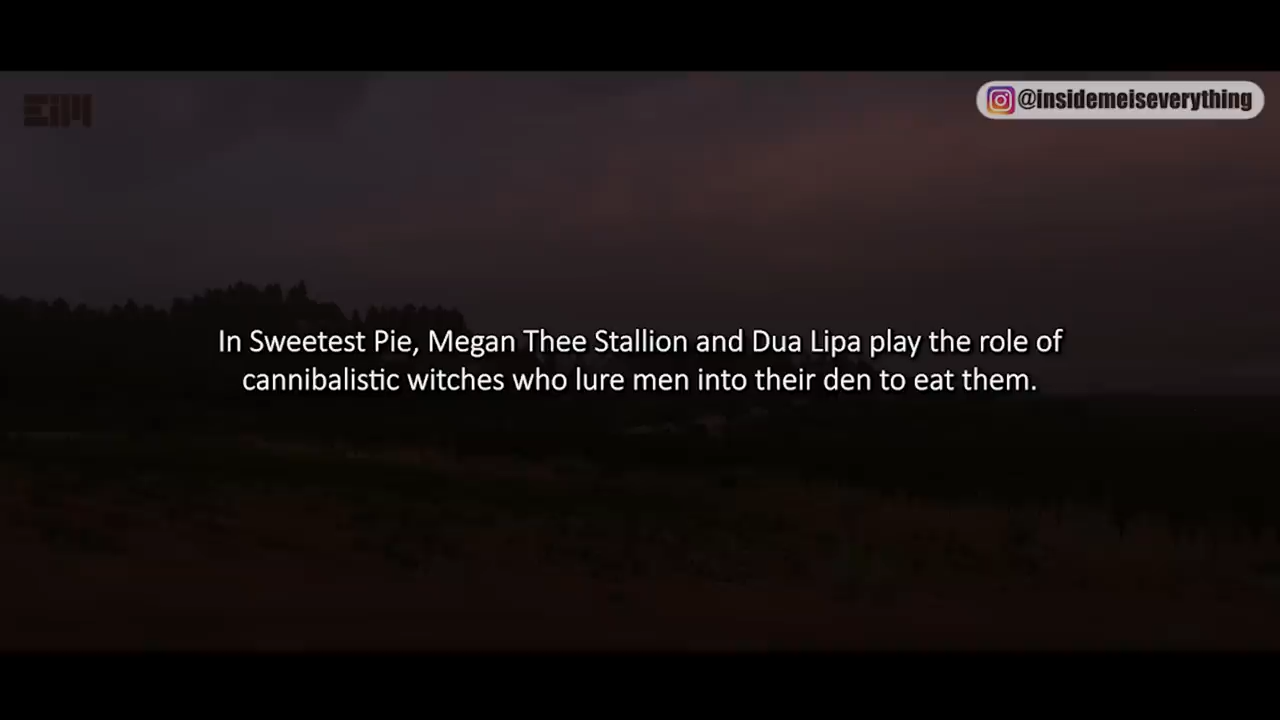 EiM
@insidemeiseverything
In Sweetest Pie, Megan Thee Stallion and Dua Lipa play the role of
cannibalistic witches who lure men into their den to eat them.